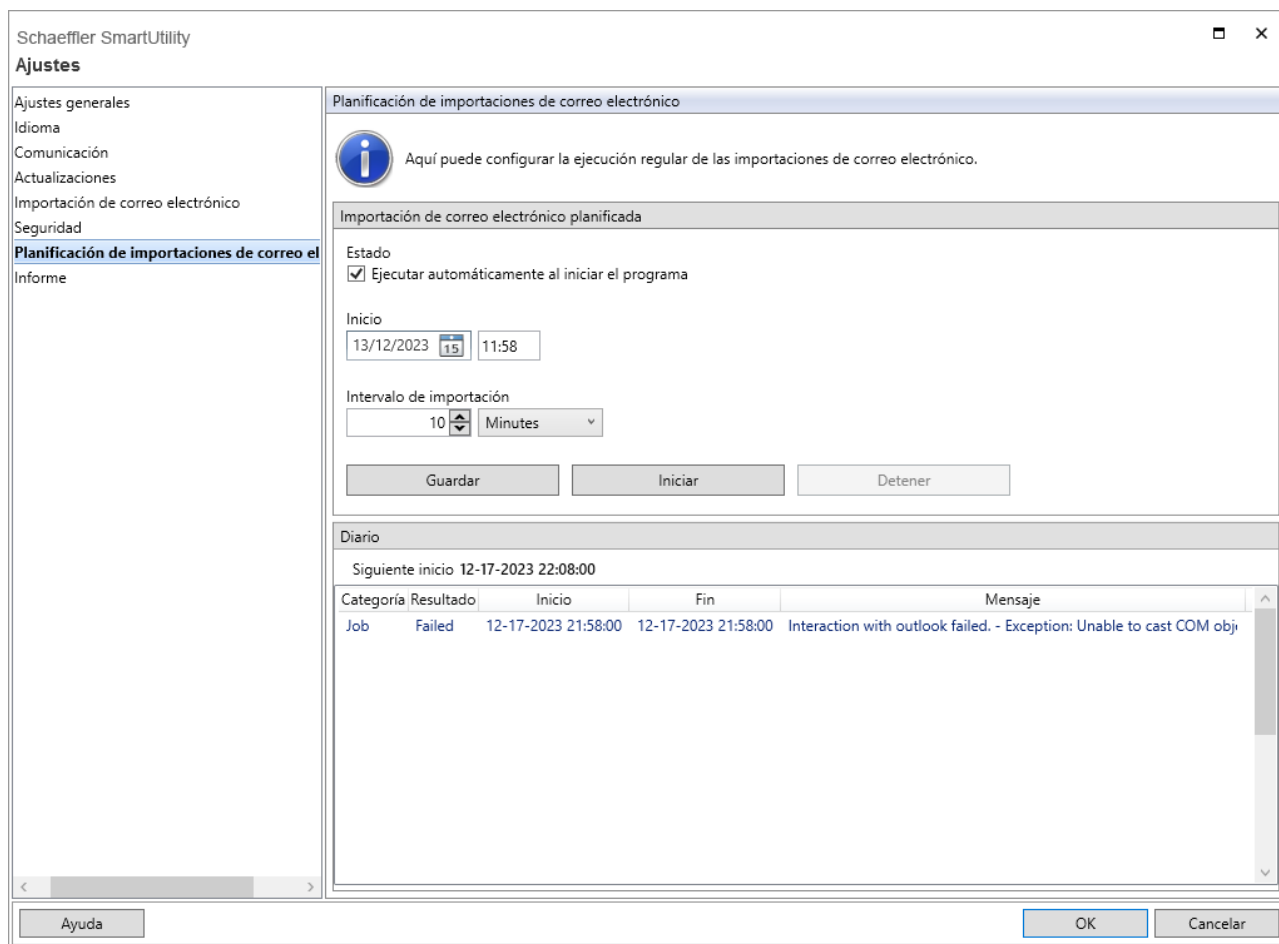 Schaeffler SmartUtility
Ajustes
Ajustes generales
Idioma
Comunicación
Actualizaciones
Importación de correo electrónico
Seguridad
Planificación de importaciones de correo el
Informe
Planificación de importaciones de correo electrónico
Aquí puede configurar la ejecución regular de las importaciones de correo electrónico.
Importación de correo electrónico planificada
Estado
Ejecutar automáticamente al iniciar el programa
Inicio
13/12/2023 15 11:58
Intervalo de importación
10 Minutes
Guardar Iniciar Detener
Diario
Siguiente inicio 12-17-2023 22:08:00
Categoría Resultado Inicio Fin Mensaje
Job Failed 12-17-2023 21:58:00 12-17-2023 21:58:00 Interaction with outlook failed. - Exception: Unable to cast COM obj
Ayuda OK Cancelar